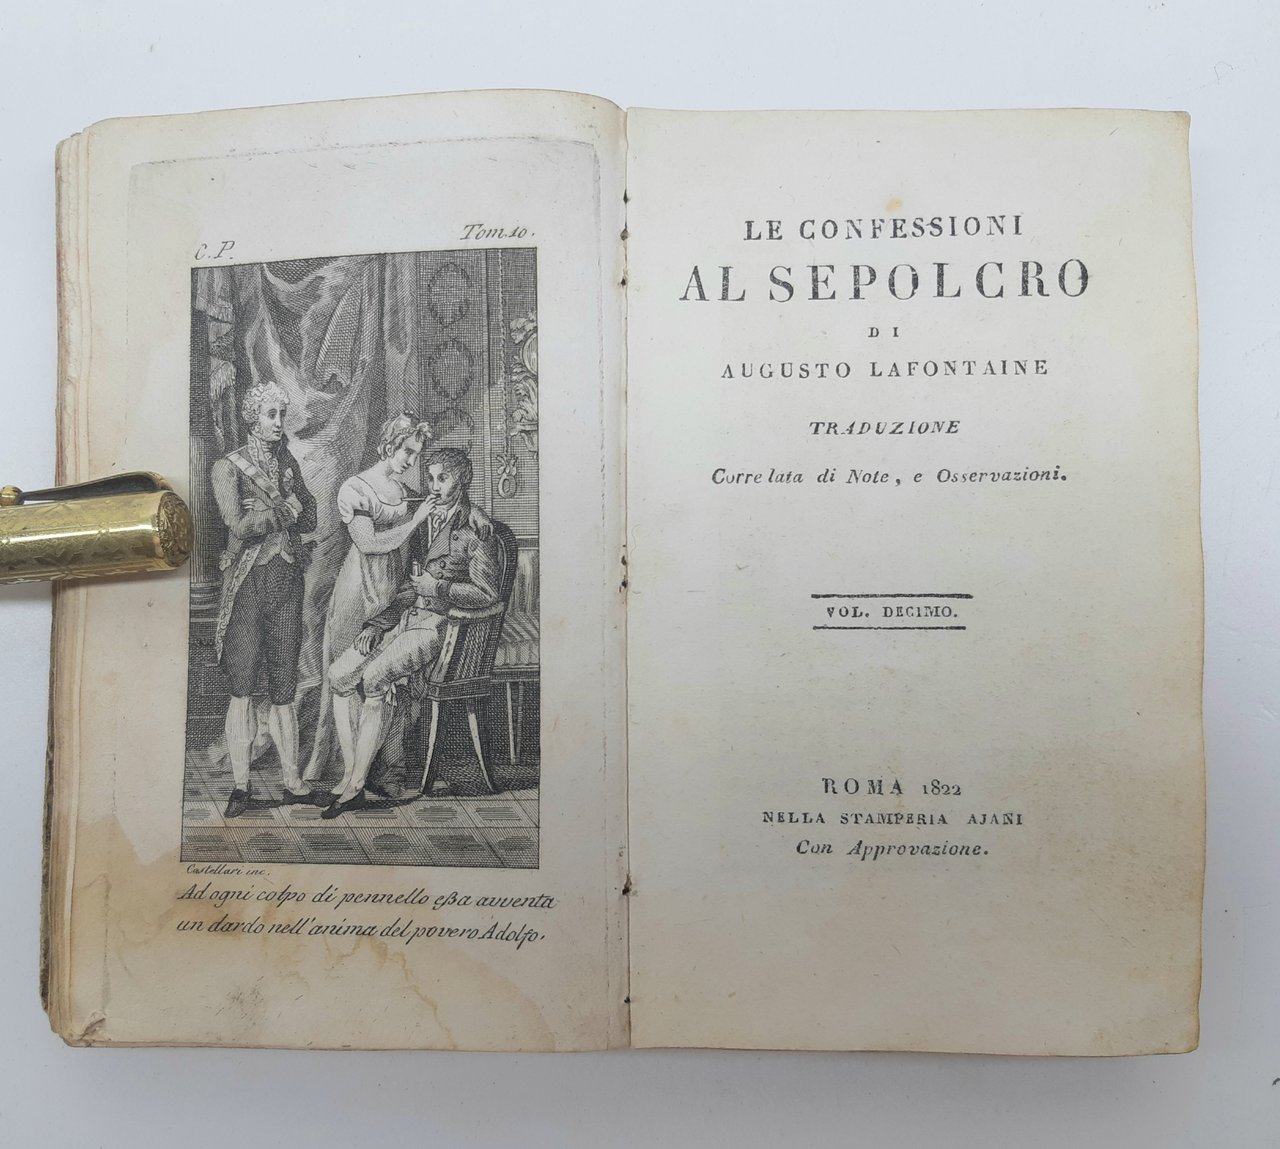 C. P.
Tom. 10.
Castellari inc.
Ad ogni colpo di pennello eßa avventa
un dardo nell'anima del povero Adolfo.
LE CONFESSIONI
AL SEPOLCRO
DI
AUGUSTO LAFONTAINE
TRADUZIONE
Corre lata di Note, e Osservazioni.
VOL. DECIMO.
ROMA 1822
NELLA STAMPERIA AJANI
Con Approvazione.